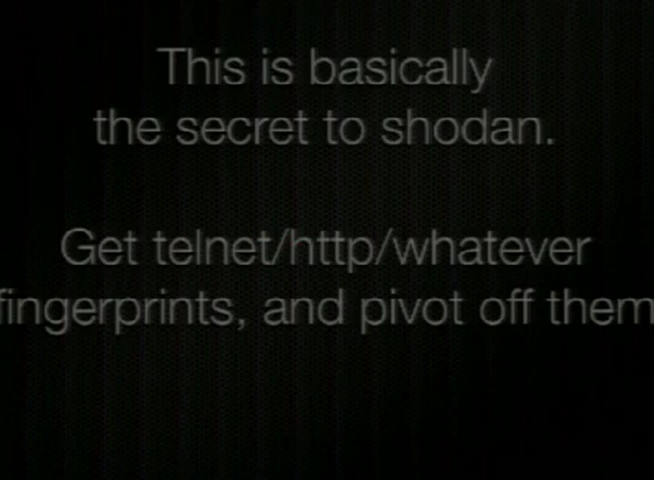 This is basically
the secret to shodan.
Get telnet/http/whatever
fingerprints, and pivot off them